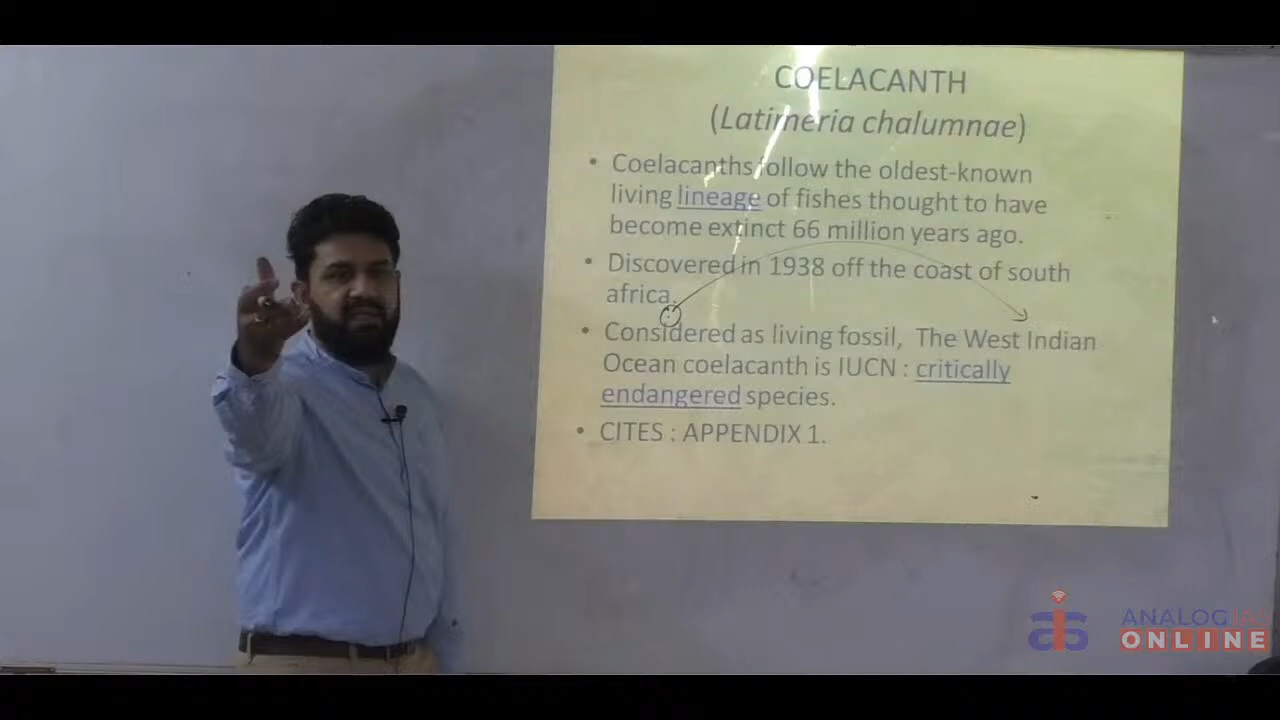 COELACANTH
(Latimeria chalumnae)
• Coelacanths follow the oldest-known
living lineage of fishes thought to have
become extinct 66 million years ago.
• Discovered in 1938 off the coast of south
africa.
• Considered as living fossil, The West Indian
Ocean coelacanth is IUCN : critically
endangered species.
• CITES : APPENDIX 1.
ANALOG IAS
ONLINE